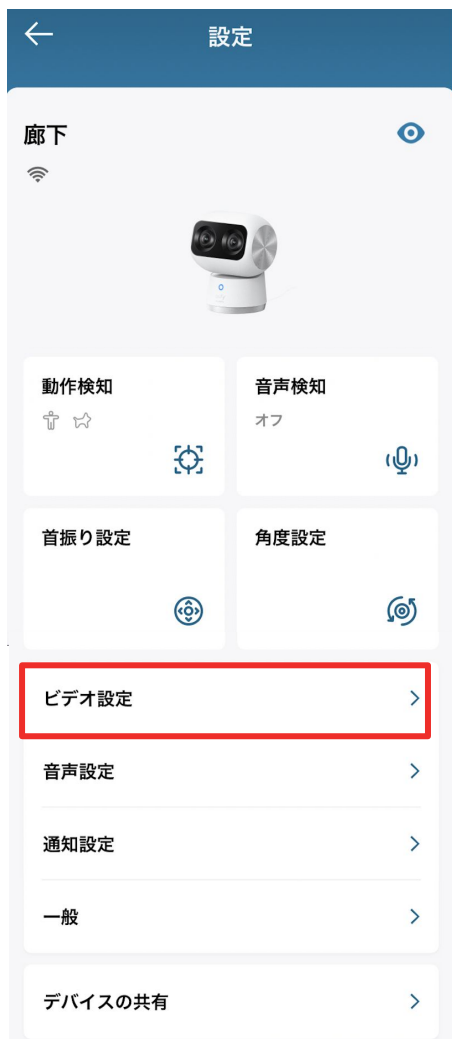 設定
廊下
動作検知
音声検知
オフ
首振り設定
角度設定
ビデオ設定
音声設定
通知設定
一般
デバイスの共有